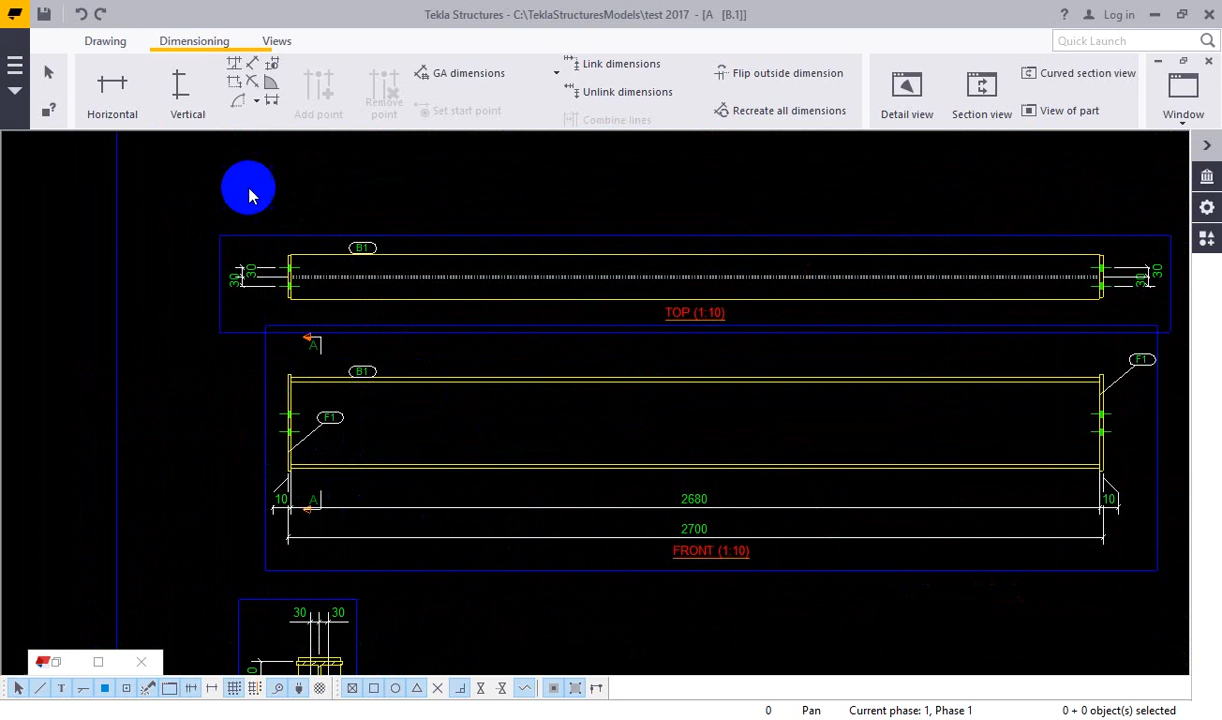 Tekla Structures - C:\TeklaStructuresModels\test 2017 - [A   [B.1]]
? Log in
Drawing Dimensioning Views
Quick Launch
Horizontal
Vertical
Add point
Remove
point
GA dimensions
Set start point
Link dimensions
Unlink dimensions
Combine lines
Flip outside dimension
Recreate all dimensions
Detail view
Section view
Curved section view
View of part
Window
B1
30 30 30 30
TOP (1:10)
A
B1 F1
F1
10 A 2680 10
2700
FRONT (1:10)
30 30
0
0 Pan Current phase: 1, Phase 1 0 + 0 object(s) selected